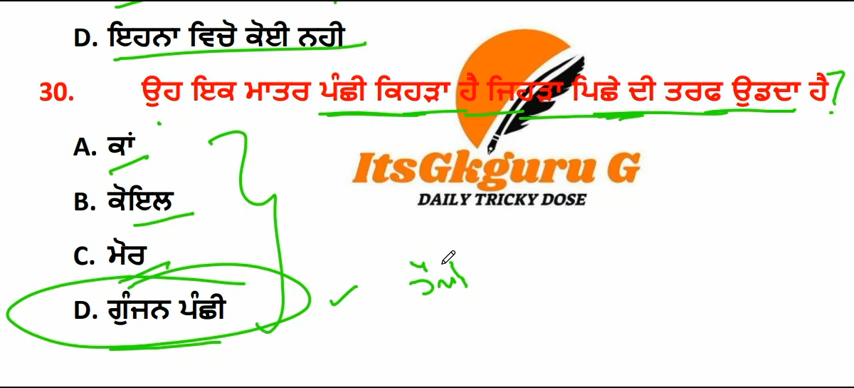 D. ਇਹਨਾ ਵਿਚੋ ਕੋਈ ਨਹੀ
30. ਉਹ ਇਕ ਮਾਤਰ ਪੰਛੀ ਕਿਹੜਾ ਹੈ ਜਿਹੜਾ ਪਿਛੇ ਦੀ ਤਰਫ ਉਡਦਾ ਹੈ?
A. ਕਾਂ
B. ਕੋਇਲ
C. ਮੋਰ
D. ਗੁੰਜਨ ਪੰਛੀ
ItsGkguru G
DAILY TRICKY DOSE